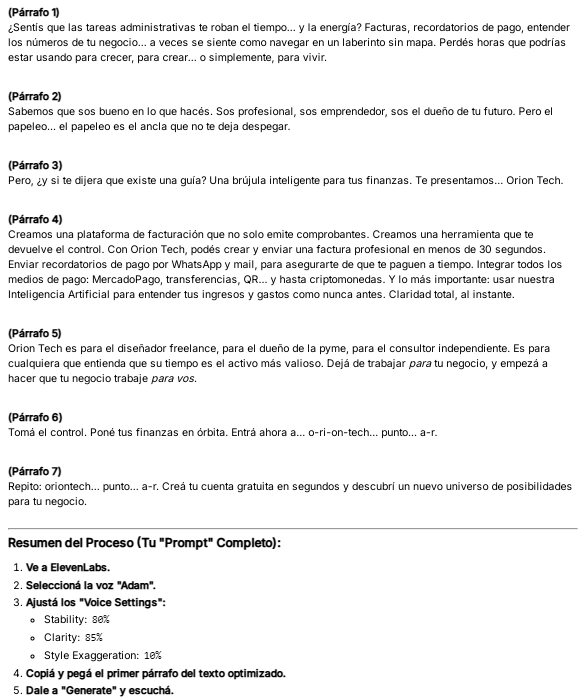 (Párrafo 1)
¿Sentís que las tareas administrativas te roban el tiempo... y la energía? Facturas, recordatorios de pago, entender
los números de tu negocio... a veces se siente como navegar en un laberinto sin mapa. Perdés horas que podrías
estar usando para crecer, para crear... o simplemente, para vivir.
(Párrafo 2)
Sabemos que sos bueno en lo que hacés. Sos profesional, sos emprendedor, sos el dueño de tu futuro. Pero el
papeleo... el papeleo es el ancla que no te deja despegar.
(Párrafo 3)
Pero, ¿y si te dijera que existe una guía? Una brújula inteligente para tus finanzas. Te presentamos... Orion Tech.
(Párrafo 4)
Creamos una plataforma de facturación que no solo emite comprobantes. Creamos una herramienta que te
devuelve el control. Con Orion Tech, podés crear y enviar una factura profesional en menos de 30 segundos.
Enviar recordatorios de pago por WhatsApp y mail, para asegurarte de que te paguen a tiempo. Integrar todos los
medios de pago: MercadoPago, transferencias, QR... y hasta criptomonedas. Y lo más importante: usar nuestra
Inteligencia Artificial para entender tus ingresos y gastos como nunca antes. Claridad total, al instante.
(Párrafo 5)
Orion Tech es para el diseñador freelance, para el dueño de la pyme, para el consultor independiente. Es para
cualquiera que entienda que su tiempo es el activo más valioso. Dejá de trabajar para tu negocio, y empezá a
hacer que tu negocio trabaje para vos.
(Párrafo 6)
Tomá el control. Poné tus finanzas en órbita. Entrá ahora a... o-ri-on-tech... punto... a-r.
(Párrafo 7)
Repito: oriontech... punto... a-r. Creá tu cuenta gratuita en segundos y descubrí un nuevo universo de posibilidades
para tu negocio.
Resumen del Proceso (Tu "Prompt" Completo):
1. Ve a ElevenLabs.
2. Seleccioná la voz "Adam".
3. Ajustá los "Voice Settings":
Stability: 80%
Clarity: 85%
Style Exaggeration: 10%
4. Copiá y pegá el primer párrafo del texto optimizado.
5. Dale a "Generate" y escuchá.